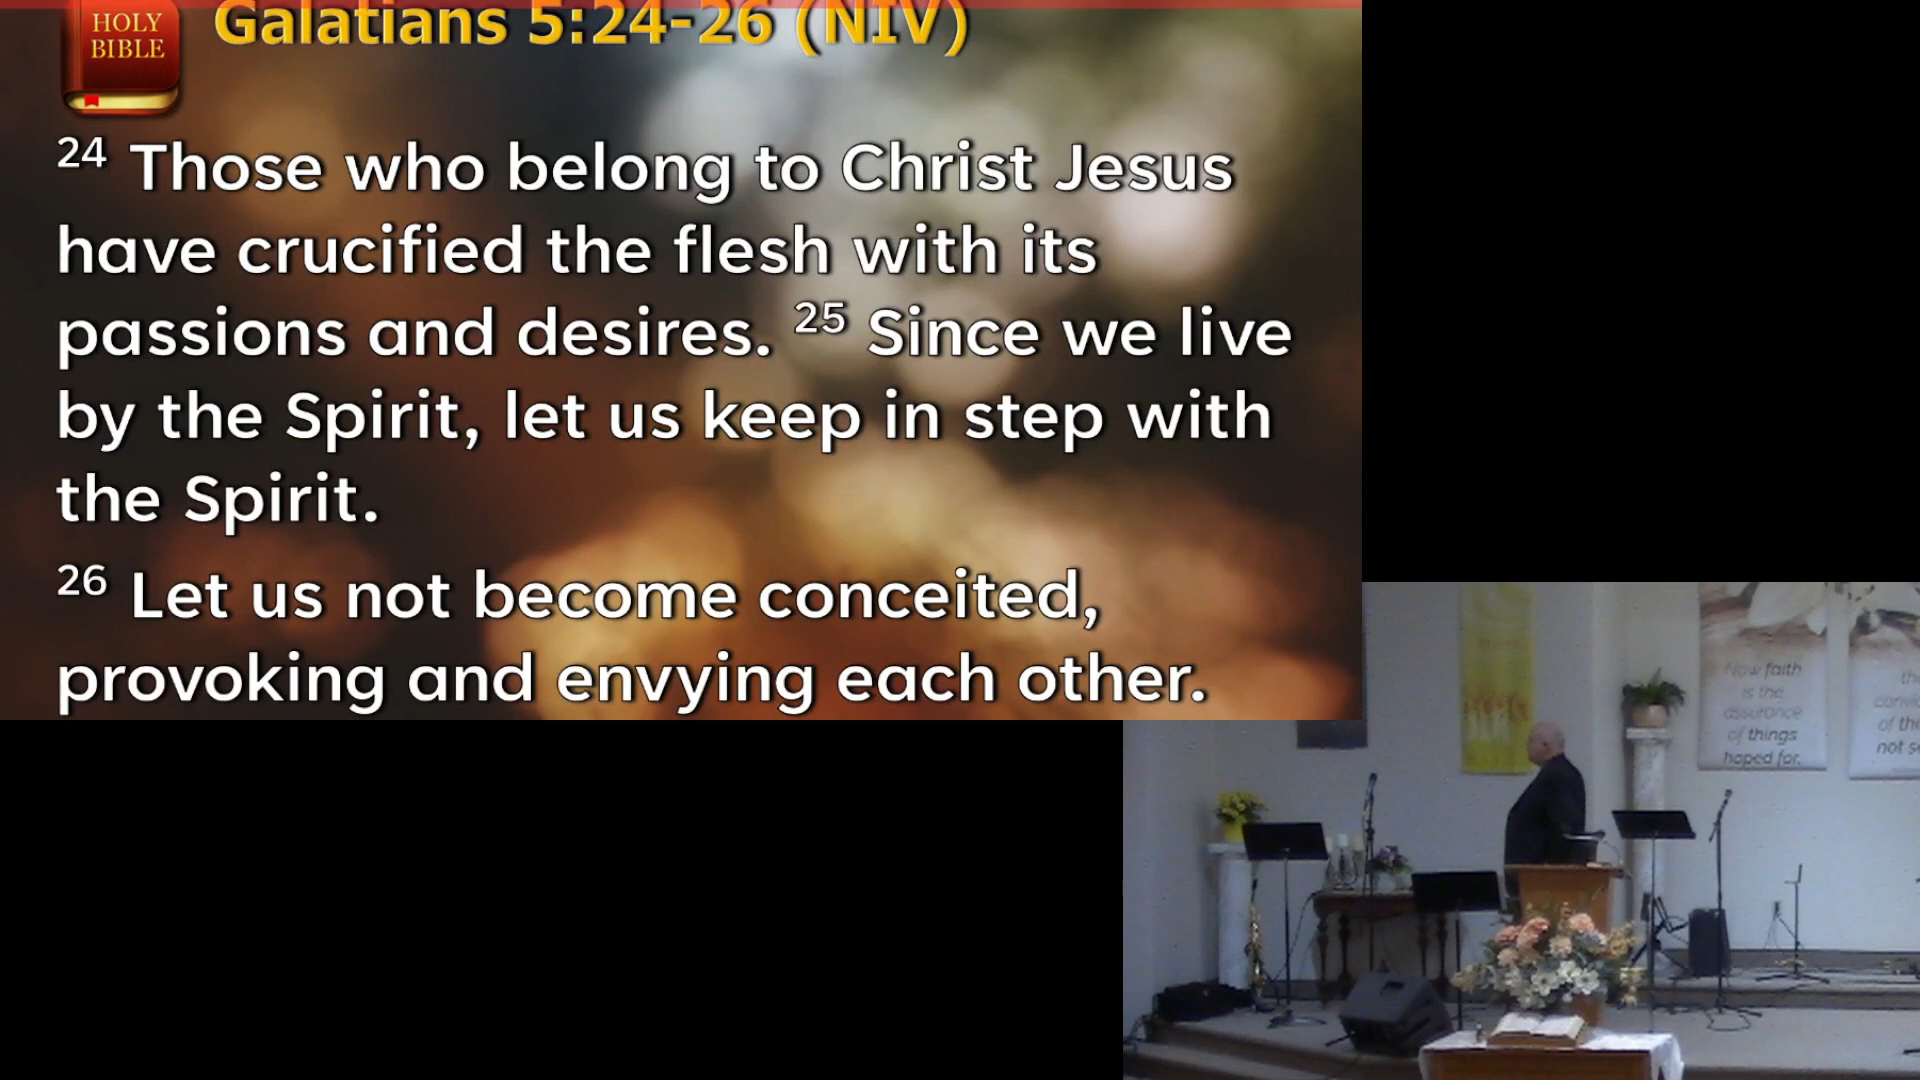 HOLY
BIBLE
Galatians 5:24-26 (NIV)
24 Those who belong to Christ Jesus
have crucified the flesh with its
passions and desires. 25 Since we live
by the Spirit, let us keep in step with
the Spirit.
26 Let us not become conceited,
provoking and envying each other.
Now faith
is the
assurance
of things
hoped for,
of
not